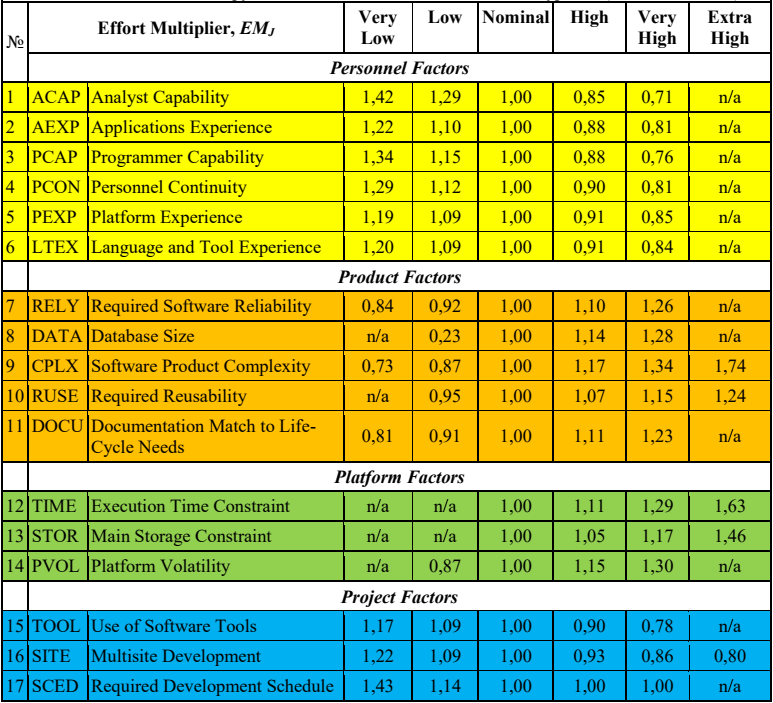 № Effort Multiplier, EMJ Very Low Low Nominal High Very High Extra High
Personnel Factors
1 ACAP Analyst Capability 1,42 1,29 1,00 0,85 0,71 n/a
2 AEXP Applications Experience 1,22 1,10 1,00 0,88 0,81 n/a
3 PCAP Programmer Capability 1,34 1,15 1,00 0,88 0,76 n/a
4 PCON Personnel Continuity 1,29 1,12 1,00 0,90 0,81 n/a
5 PEXP Platform Experience 1,19 1,09 1,00 0,91 0,85 n/a
6 LTEX Language and Tool Experience 1,20 1,09 1,00 0,91 0,84 n/a
Product Factors
7 RELY Required Software Reliability 0,84 0,92 1,00 1,10 1,26 n/a
8 DATA Database Size n/a 0,23 1,00 1,14 1,28 n/a
9 CPLX Software Product Complexity 0,73 0,87 1,00 1,17 1,34 1,74
10 RUSE Required Reusability n/a 0,95 1,00 1,07 1,15 1,24
11 DOCU Documentation Match to Life-
Cycle Needs 0,81 0,91 1,00 1,11 1,23 n/a
Platform Factors
12 TIME Execution Time Constraint n/a n/a 1,00 1,11 1,29 1,63
13 STOR Main Storage Constraint n/a n/a 1,00 1,05 1,17 1,46
14 PVOL Platform Volatility n/a 0,87 1,00 1,15 1,30 n/a
Project Factors
15 TOOL Use of Software Tools 1,17 1,09 1,00 0,90 0,78 n/a
16 SITE Multisite Development 1,22 1,09 1,00 0,93 0,86 0,80
17 SCED Required Development Schedule 1,43 1,14 1,00 1,00 1,00 n/a